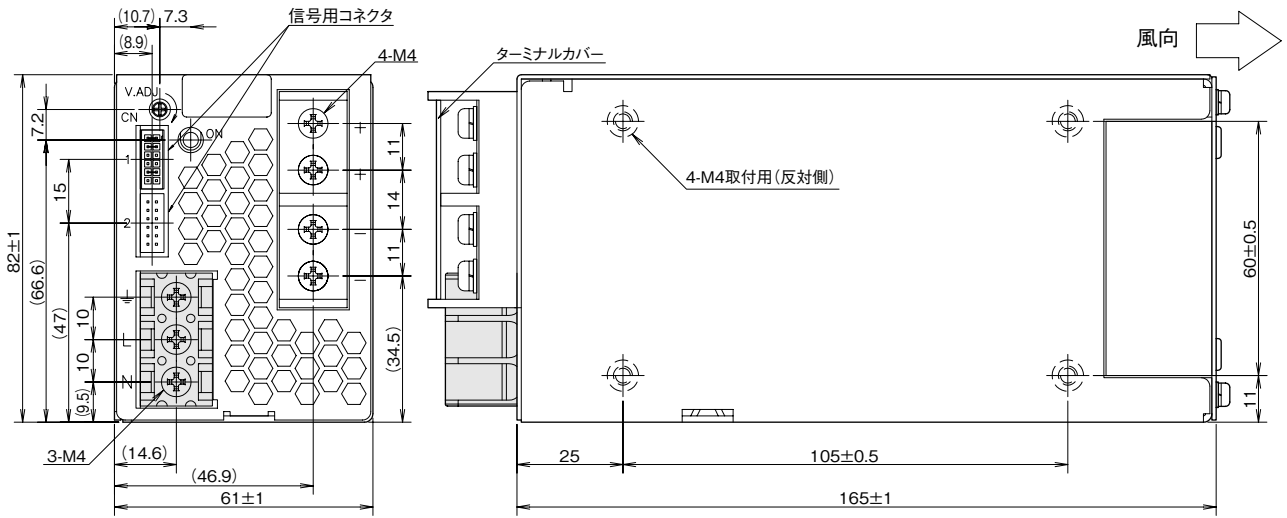 (10.7) 7.3
信号用コネクタ
(8.9)
4-M4
ターミナルカバー
風向
V.ADJ
CN
ON
7.2
+
11
+
1
4-M4取付用(反対側)
15
14
2
−
11
−
82±1
(66.6)
(47)
60±0.5
10
L
10
N
(9.5)
(34.5)
11
3-M4
(14.6)
(46.9)
61±1
25
105±0.5
165±1